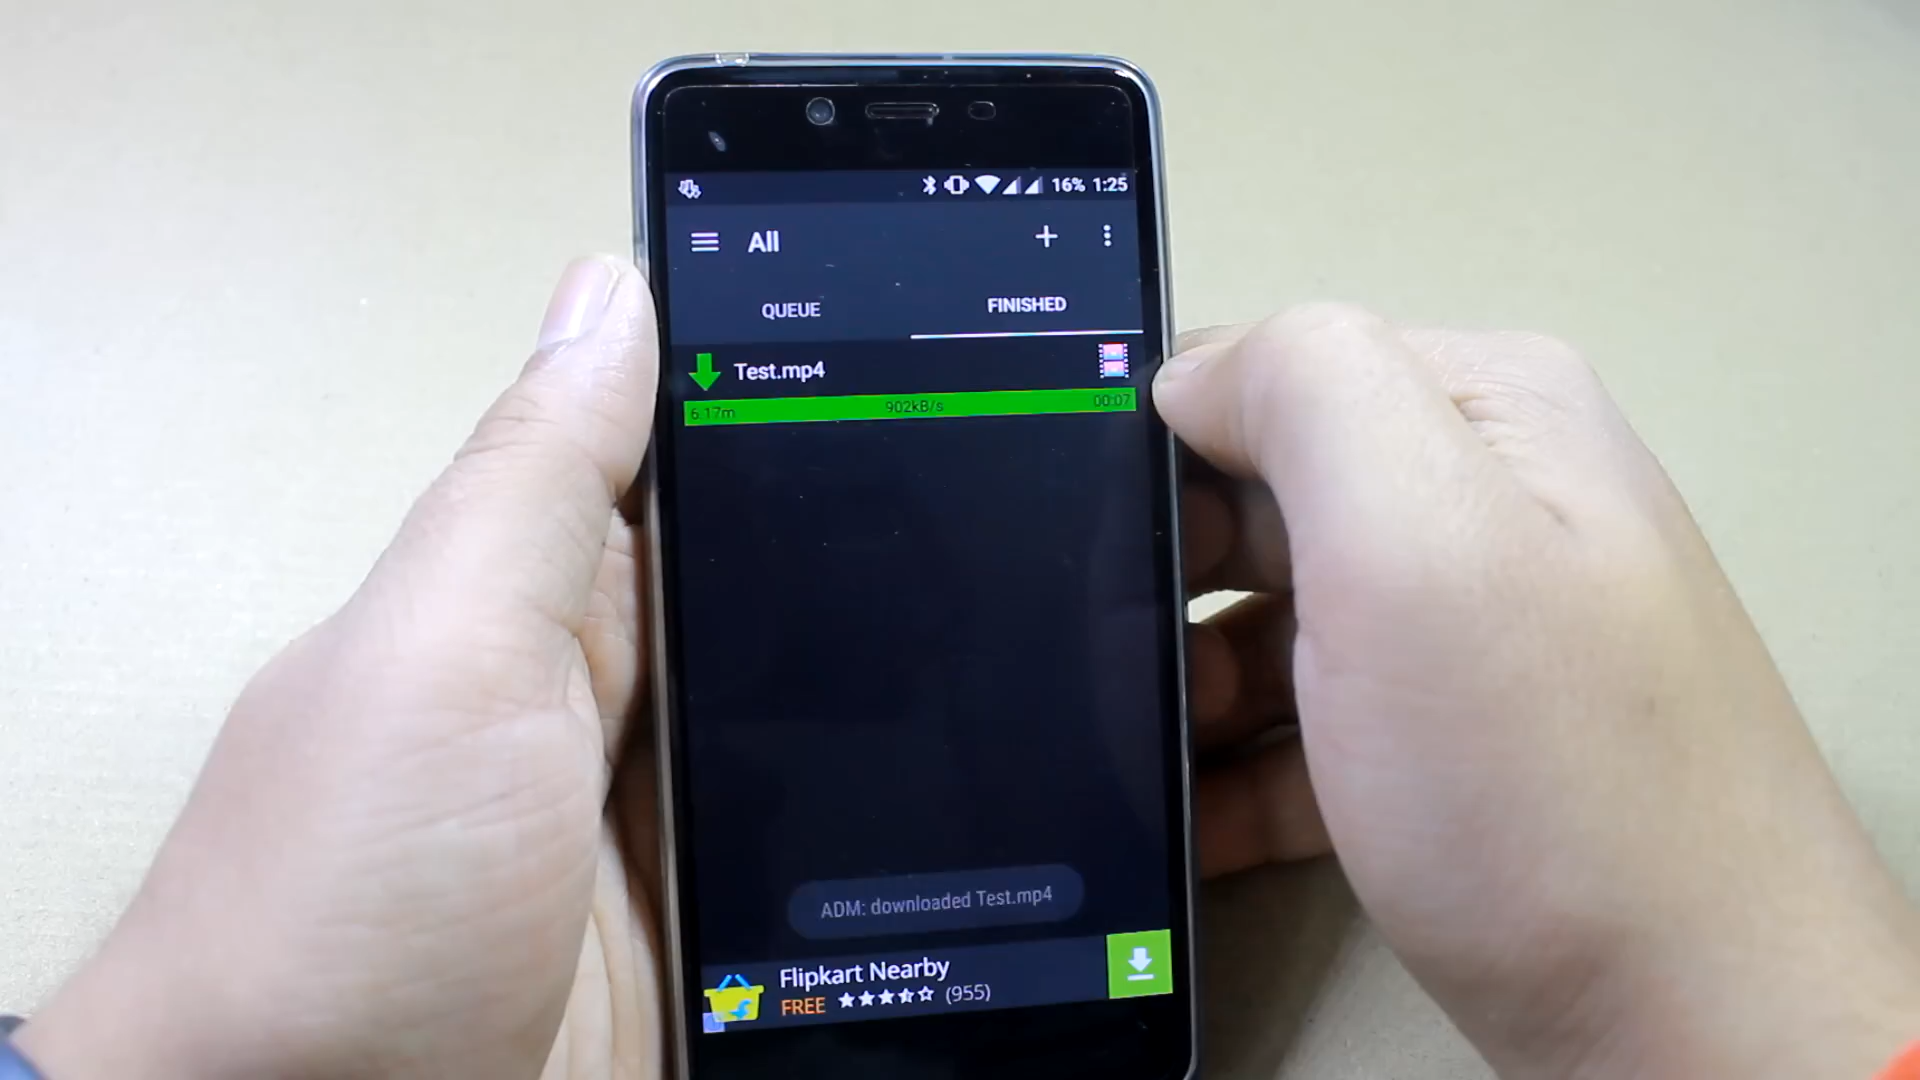 16% 1:25
All
QUEUE
FINISHED
Test.mp4
6.17m 902kB/s 00:07
ADM: downloaded Test.mp4
Flipkart Nearby
FREE (955)